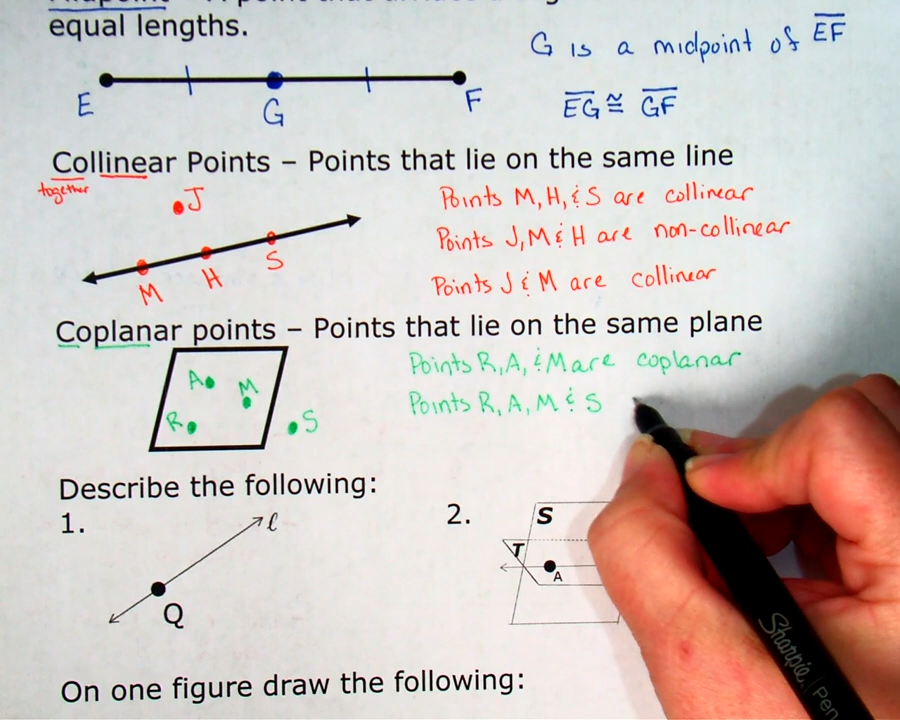 equal lengths.
G is a midpoint of EF
E G F
EG ≅ GF
Collinear Points – Points that lie on the same line
together
J
Points M, H, & S are collinear
Points J, M & H are non-collinear
M H S
Points J & M are collinear
Coplanar points – Points that lie on the same plane
Points R, A, & M are coplanar
A M
Points R, A, M & S
R S
Describe the following:
1. ℓ
Q
2. S
T
A
On one figure draw the following:
Sharpie Pen